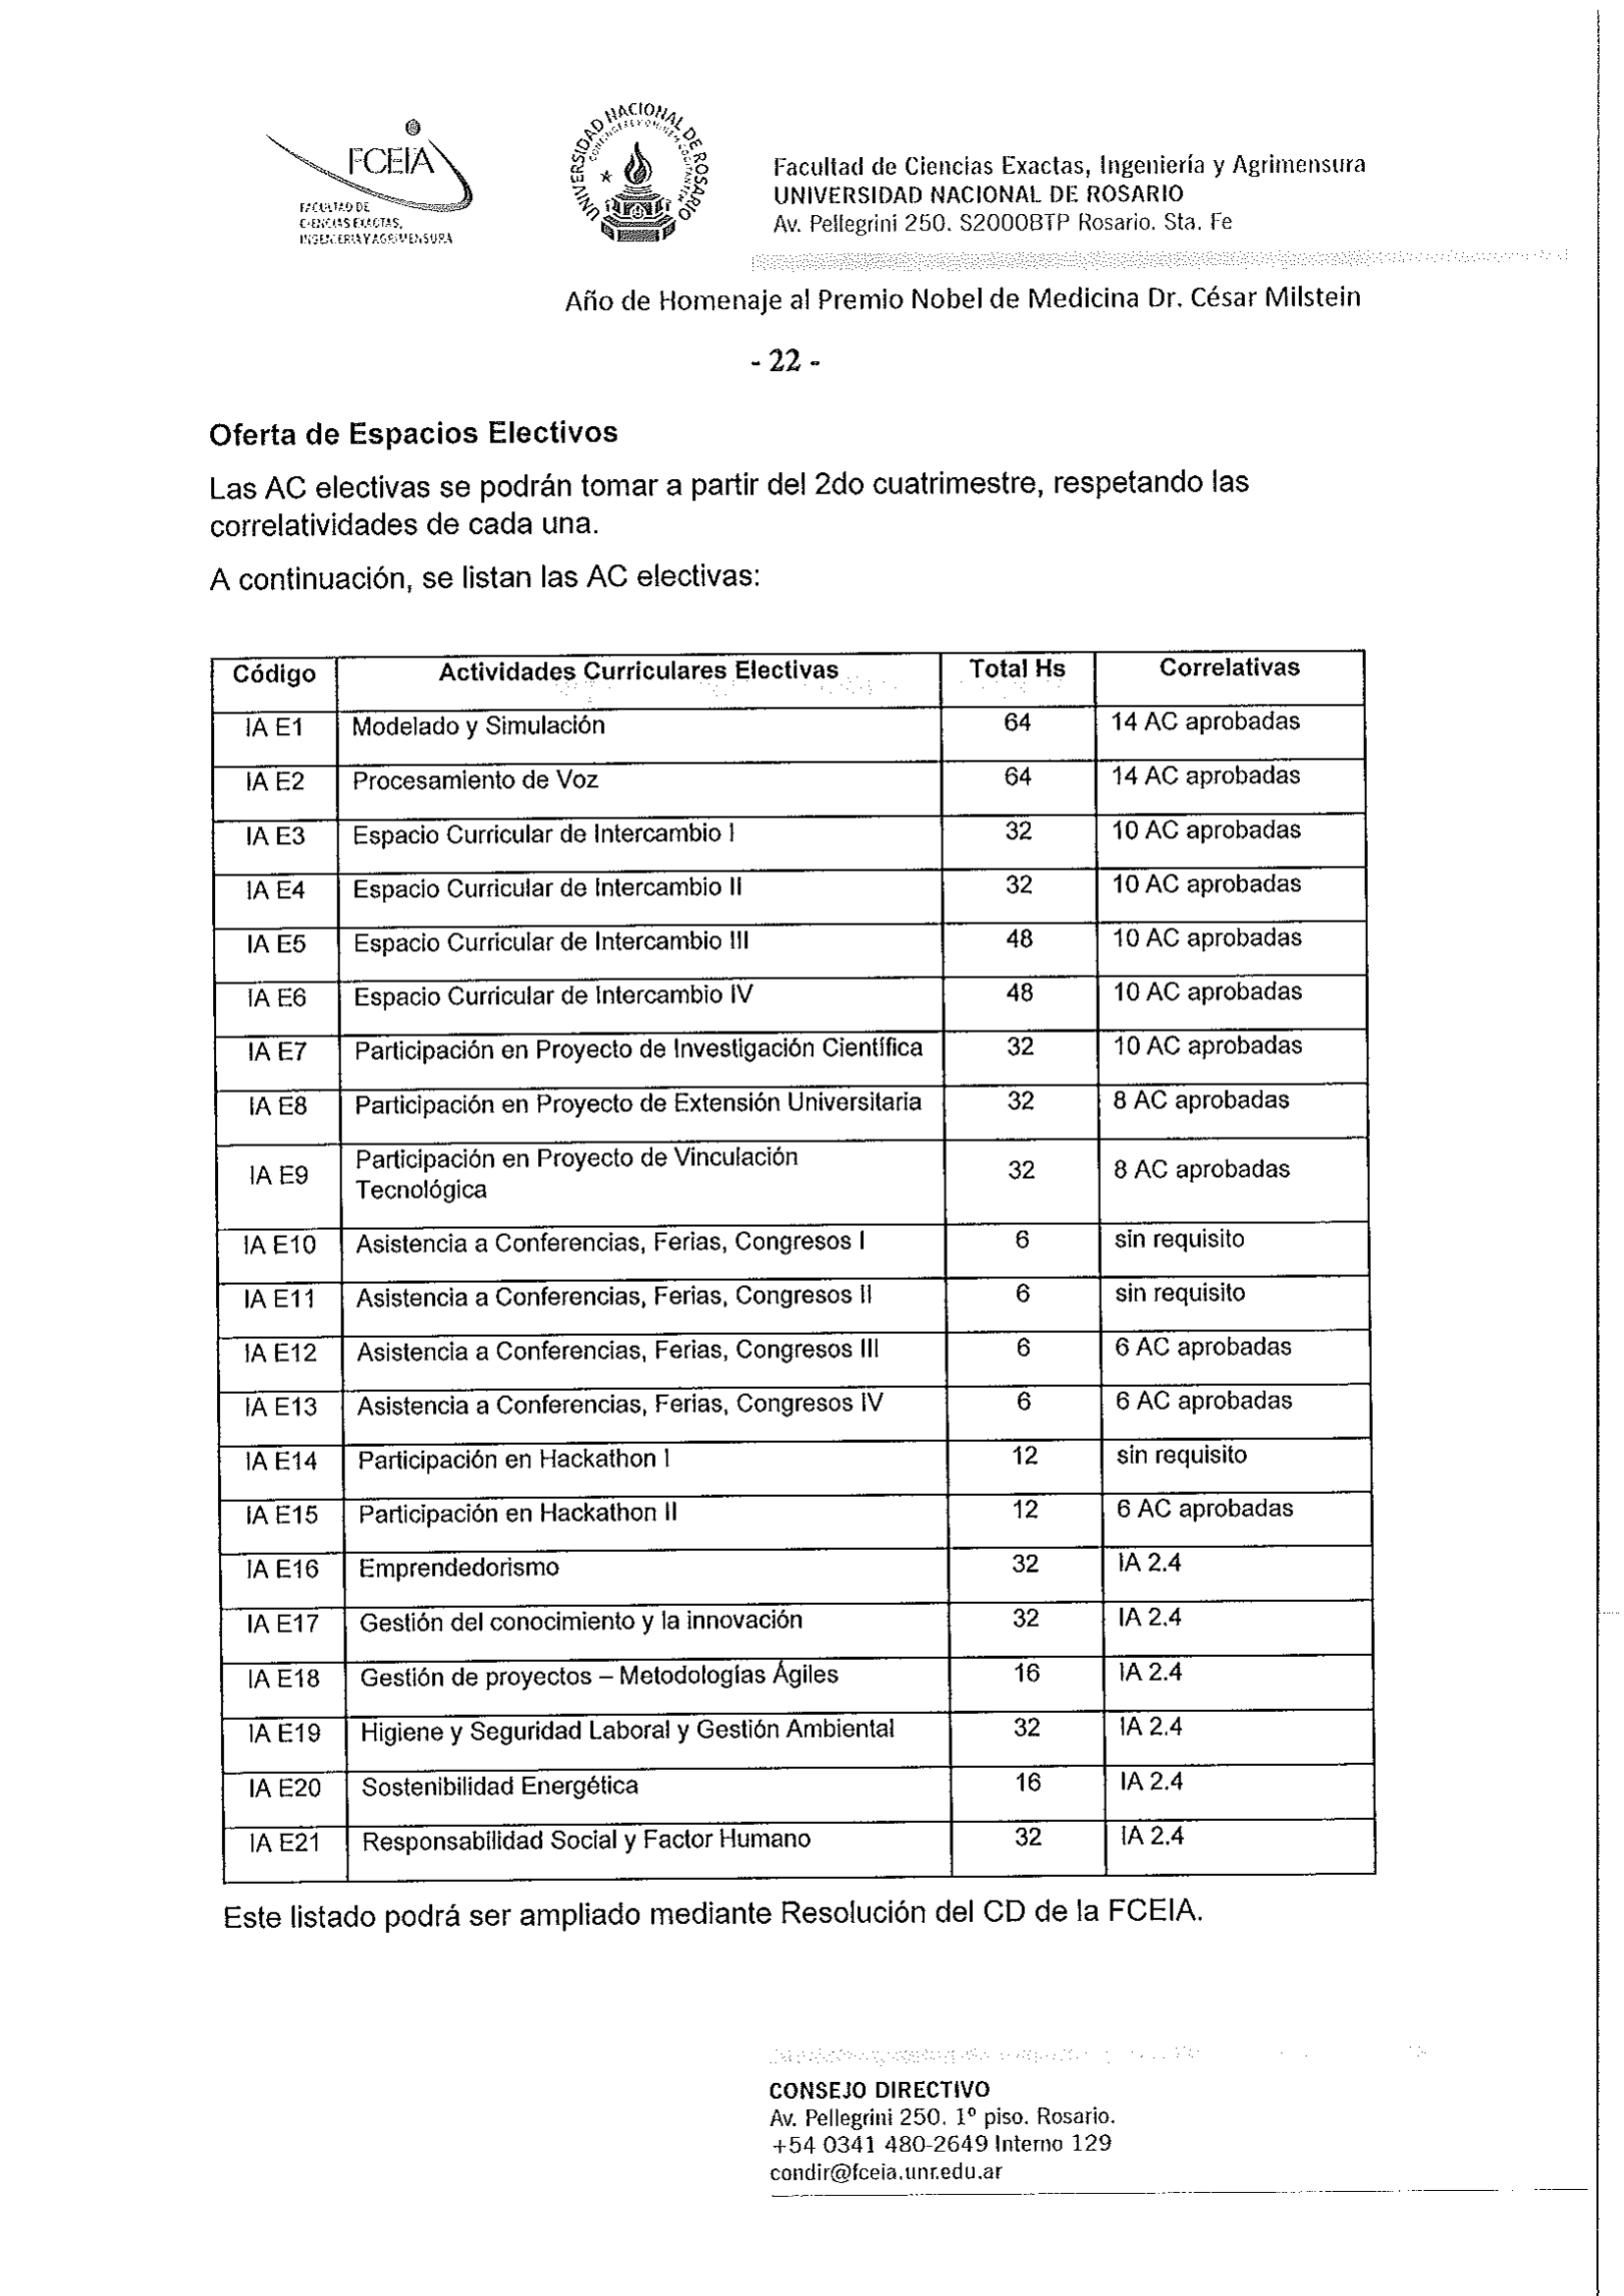 FCEIA
FACULTAD DE
CIENCIAS EXACTAS,
INGENIERIA Y AGRIMENSURA
UNIVERSIDAD NACIONAL DE ROSARIO
Facultad de Ciencias Exactas, Ingeniería y Agrimensura
UNIVERSIDAD NACIONAL DE ROSARIO
Av. Pellegrini 250. S2000BTP Rosario. Sta. Fe
Año de Homenaje al Premio Nobel de Medicina Dr. César Milstein
- 22 -
Oferta de Espacios Electivos
Las AC electivas se podrán tomar a partir del 2do cuatrimestre, respetando las
correlatividades de cada una.
A continuación, se listan las AC electivas:
Código Actividades Curriculares Electivas Total Hs Correlativas
IA E1 Modelado y Simulación 64 14 AC aprobadas
IA E2 Procesamiento de Voz 64 14 AC aprobadas
IA E3 Espacio Curricular de Intercambio I 32 10 AC aprobadas
IA E4 Espacio Curricular de Intercambio II 32 10 AC aprobadas
IA E5 Espacio Curricular de Intercambio III 48 10 AC aprobadas
IA E6 Espacio Curricular de Intercambio IV 48 10 AC aprobadas
IA E7 Participación en Proyecto de Investigación Científica 32 10 AC aprobadas
IA E8 Participación en Proyecto de Extensión Universitaria 32 8 AC aprobadas
IA E9 Participación en Proyecto de Vinculación
Tecnológica 32 8 AC aprobadas
IA E10 Asistencia a Conferencias, Ferias, Congresos I 6 sin requisito
IA E11 Asistencia a Conferencias, Ferias, Congresos II 6 sin requisito
IA E12 Asistencia a Conferencias, Ferias, Congresos III 6 6 AC aprobadas
IA E13 Asistencia a Conferencias, Ferias, Congresos IV 6 6 AC aprobadas
IA E14 Participación en Hackathon I 12 sin requisito
IA E15 Participación en Hackathon II 12 6 AC aprobadas
IA E16 Emprendedorismo 32 IA 2.4
IA E17 Gestión del conocimiento y la innovación 32 IA 2.4
IA E18 Gestión de proyectos – Metodologías Ágiles 16 IA 2.4
IA E19 Higiene y Seguridad Laboral y Gestión Ambiental 32 IA 2.4
IA E20 Sostenibilidad Energética 16 IA 2.4
IA E21 Responsabilidad Social y Factor Humano 32 IA 2.4
Este listado podrá ser ampliado mediante Resolución del CD de la FCEIA.
CONSEJO DIRECTIVO
Av. Pellegrini 250. 1º piso. Rosario.
+54 0341 480-2649 Interno 129
condir@fceia.unr.edu.ar